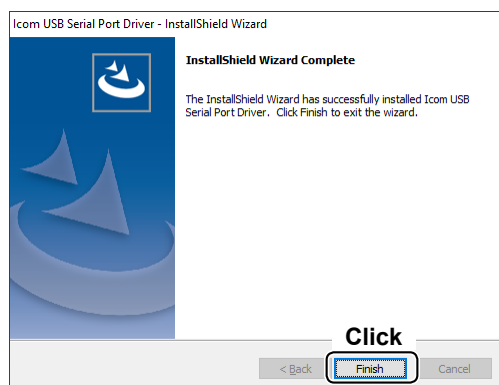 Icom USB Serial Port Driver - InstallShield Wizard
InstallShield Wizard Complete
The InstallShield Wizard has successfully installed Icom USB
Serial Port Driver. Click Finish to exit the wizard.
Click
< Back
Finish
Cancel